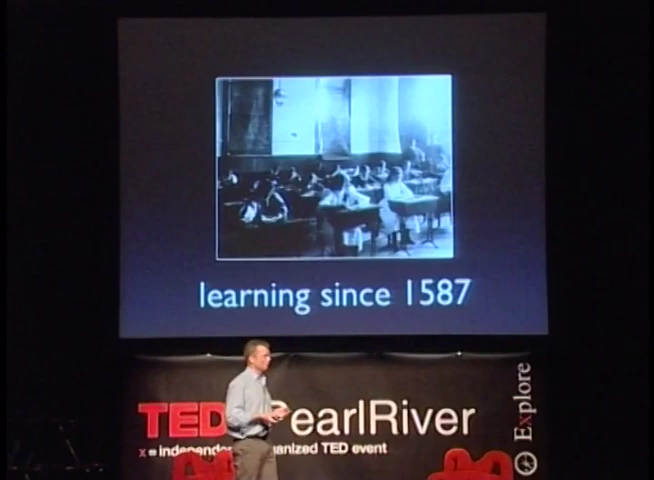 learning since 1587
TEDxPearlRiver
x = independently organized TED event
Explore